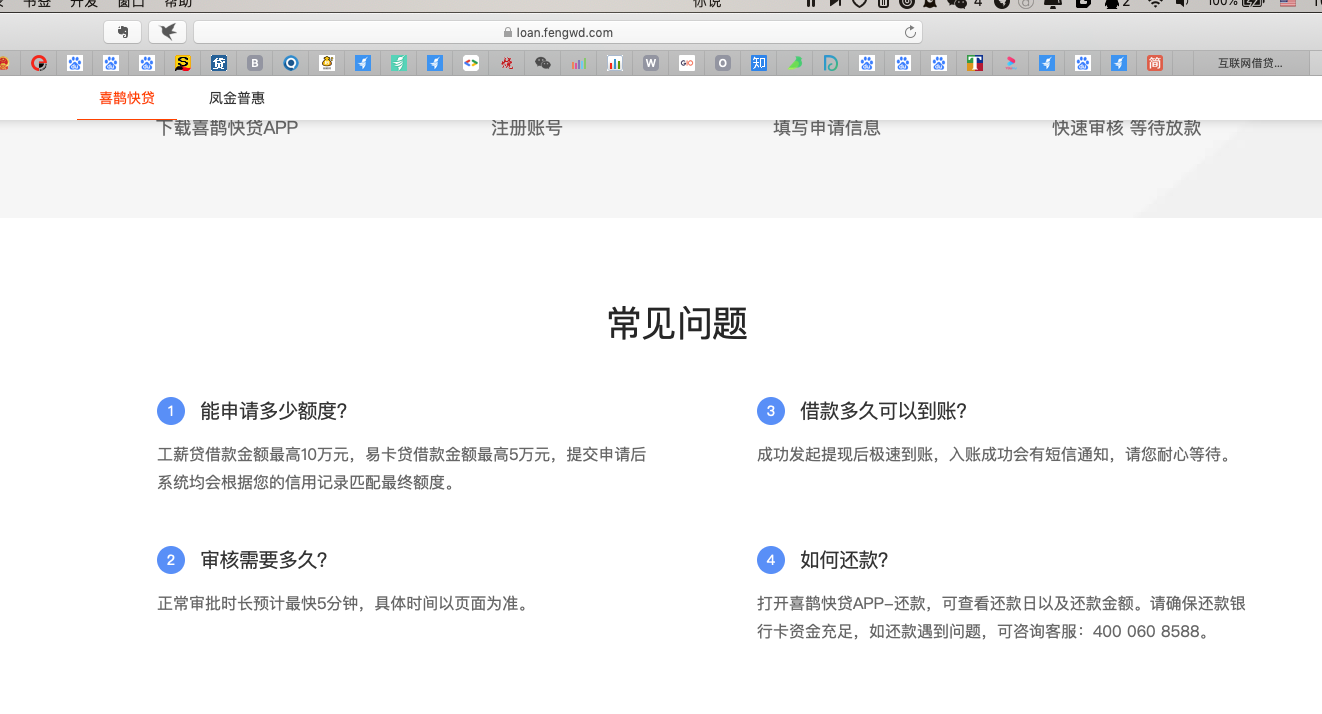 书签 开发 窗口 帮助
你说
4
2
100%
loan.fengwd.com
S 贷 B W GIO O 知 T 简 互联网借贷...
喜鹊快贷 凤金普惠
下载喜鹊快贷APP 注册账号 填写申请信息 快速审核 等待放款
常见问题
1 能申请多少额度?
工薪贷借款金额最高10万元，易卡贷借款金额最高5万元，提交申请后
系统均会根据您的信用记录匹配最终额度。
2 审核需要多久?
正常审批时长预计最快5分钟，具体时间以页面为准。
3 借款多久可以到账?
成功发起提现后极速到账，入账成功会有短信通知，请您耐心等待。
4 如何还款?
打开喜鹊快贷APP-还款，可查看还款日以及还款金额。请确保还款银
行卡资金充足，如还款遇到问题，可咨询客服：400 060 8588。